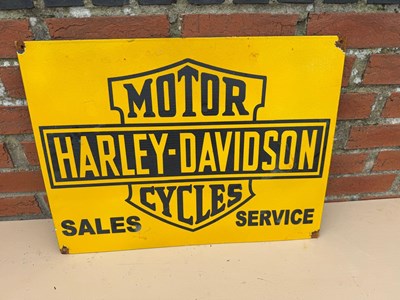 MOTOR
HARLEY-DAVIDSON
CYCLES
SALES SERVICE